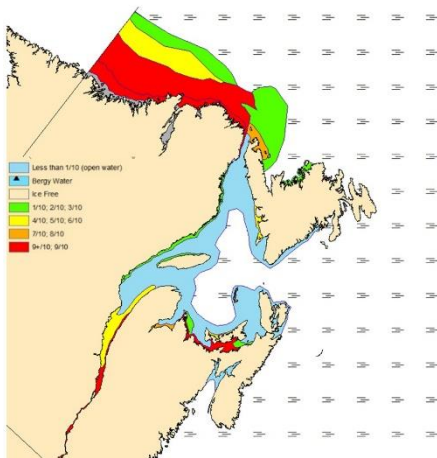 Less than 1/10 (open water)
Bergy Water
Ice Free
1/10; 2/10; 3/10
4/10; 5/10; 6/10
7/10; 8/10
9+/10; 9/10